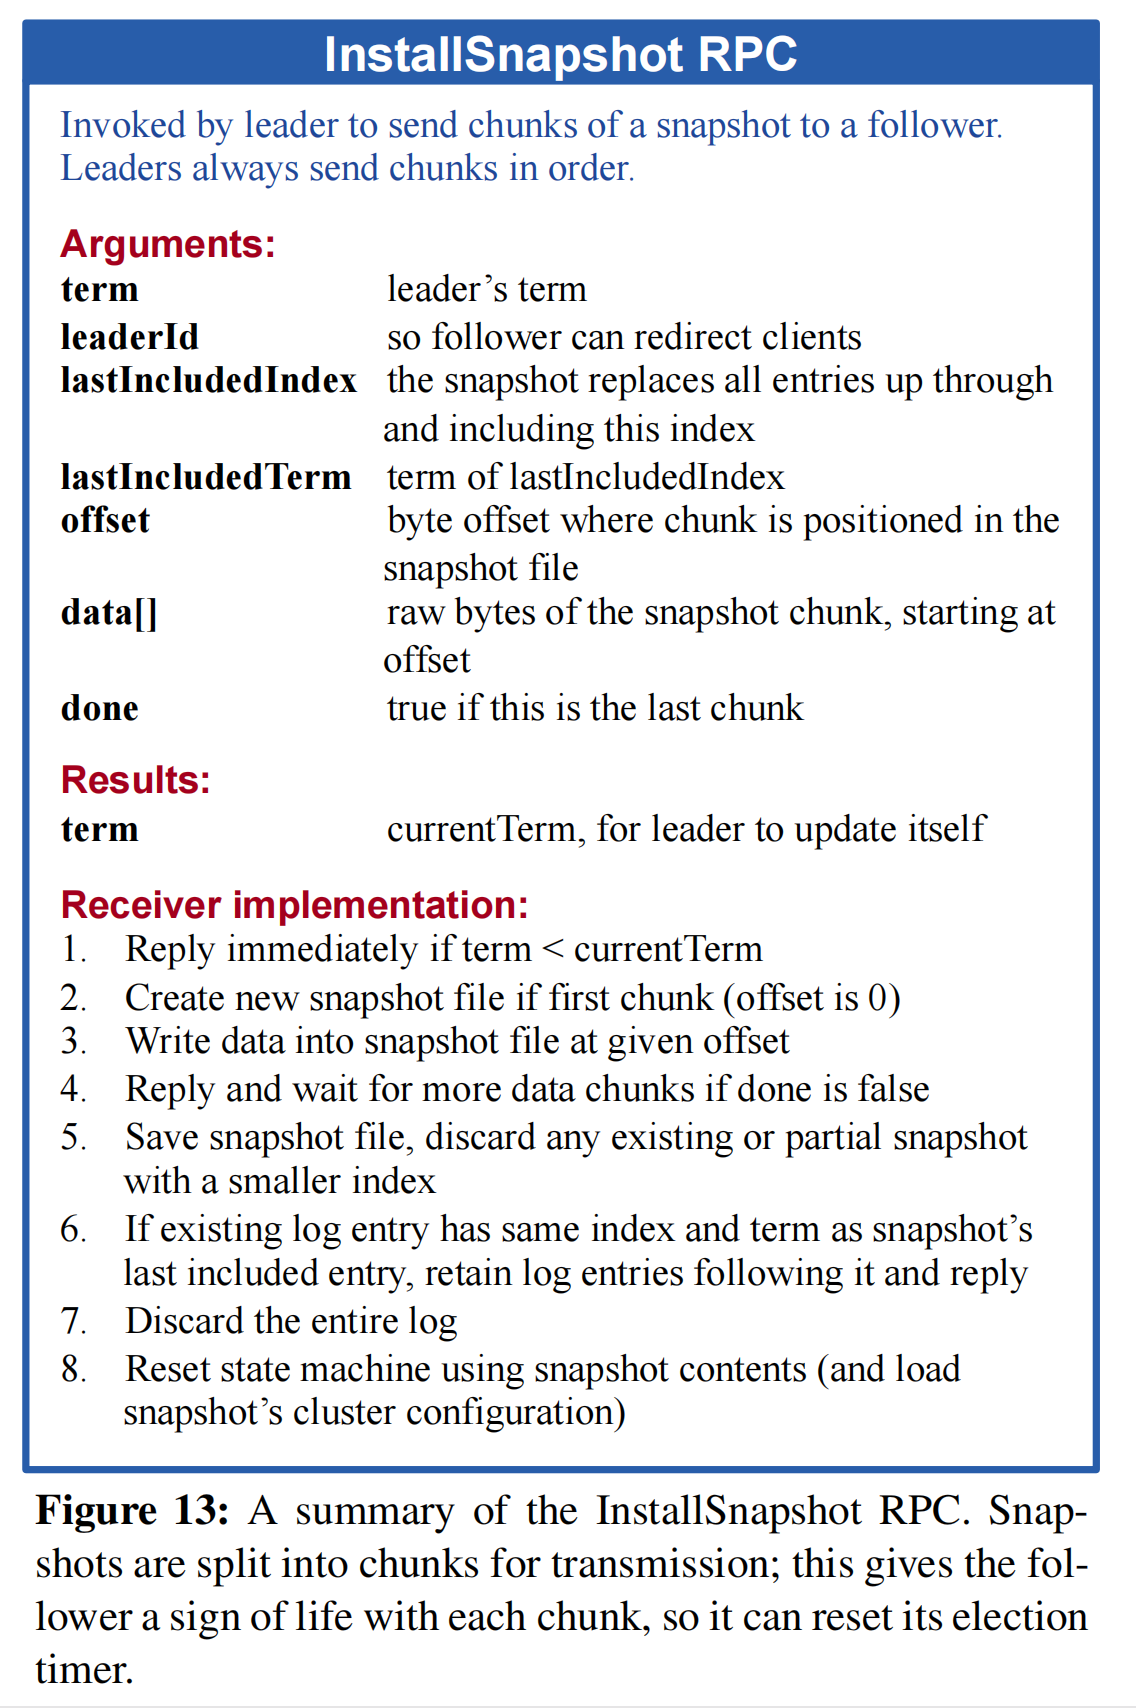 InstallSnapshot RPC
Invoked by leader to send chunks of a snapshot to a follower.
Leaders always send chunks in order.
Arguments:
term leader’s term
leaderId so follower can redirect clients
lastIncludedIndex the snapshot replaces all entries up through
and including this index
lastIncludedTerm term of lastIncludedIndex
offset byte offset where chunk is positioned in the
snapshot file
data[] raw bytes of the snapshot chunk, starting at
offset
done true if this is the last chunk
Results:
term currentTerm, for leader to update itself
Receiver implementation:
1. Reply immediately if term < currentTerm
2. Create new snapshot file if first chunk (offset is 0)
3. Write data into snapshot file at given offset
4. Reply and wait for more data chunks if done is false
5. Save snapshot file, discard any existing or partial snapshot
with a smaller index
6. If existing log entry has same index and term as snapshot’s
last included entry, retain log entries following it and reply
7. Discard the entire log
8. Reset state machine using snapshot contents (and load
snapshot’s cluster configuration)
Figure 13: A summary of the InstallSnapshot RPC. Snap-
shots are split into chunks for transmission; this gives the fol-
lower a sign of life with each chunk, so it can reset its election
timer.